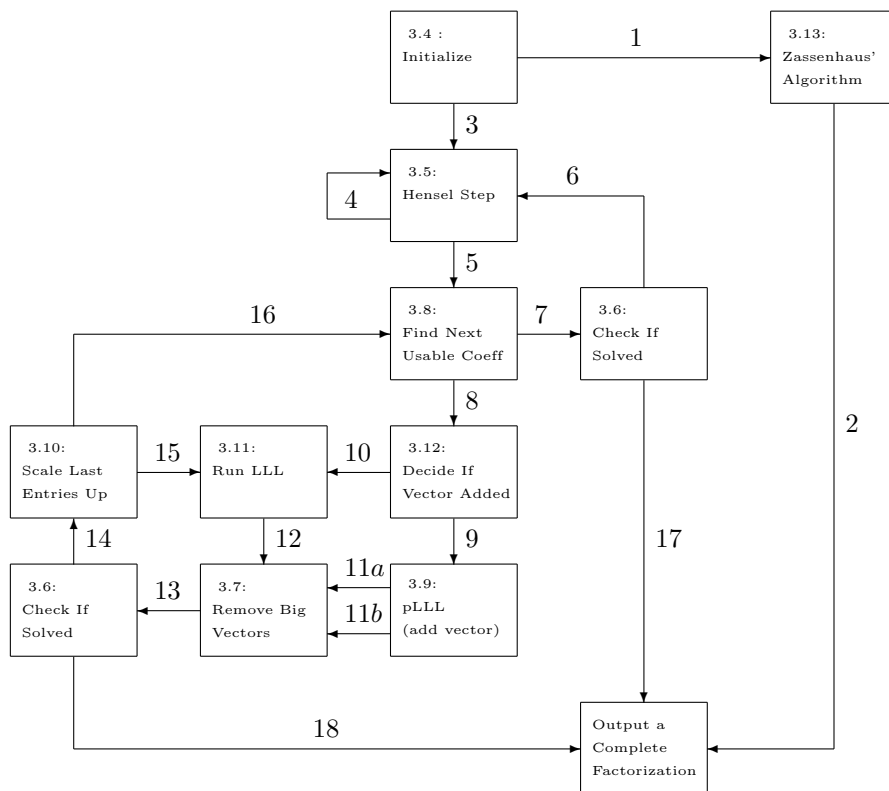 3.4 :
Initialize
1
3.13:
Zassenhaus'
Algorithm
3
3.5:
Hensel Step
4
6
5
16
3.8:
Find Next
Usable Coeff
7
3.6:
Check If
Solved
8
2
3.10:
Scale Last
Entries Up
15
3.11:
Run LLL
10
3.12:
Decide If
Vector Added
14
12
9
17
3.6:
Check If
Solved
13
3.7:
Remove Big
Vectors
11a
11b
3.9:
pLLL
(add vector)
18
Output a
Complete
Factorization